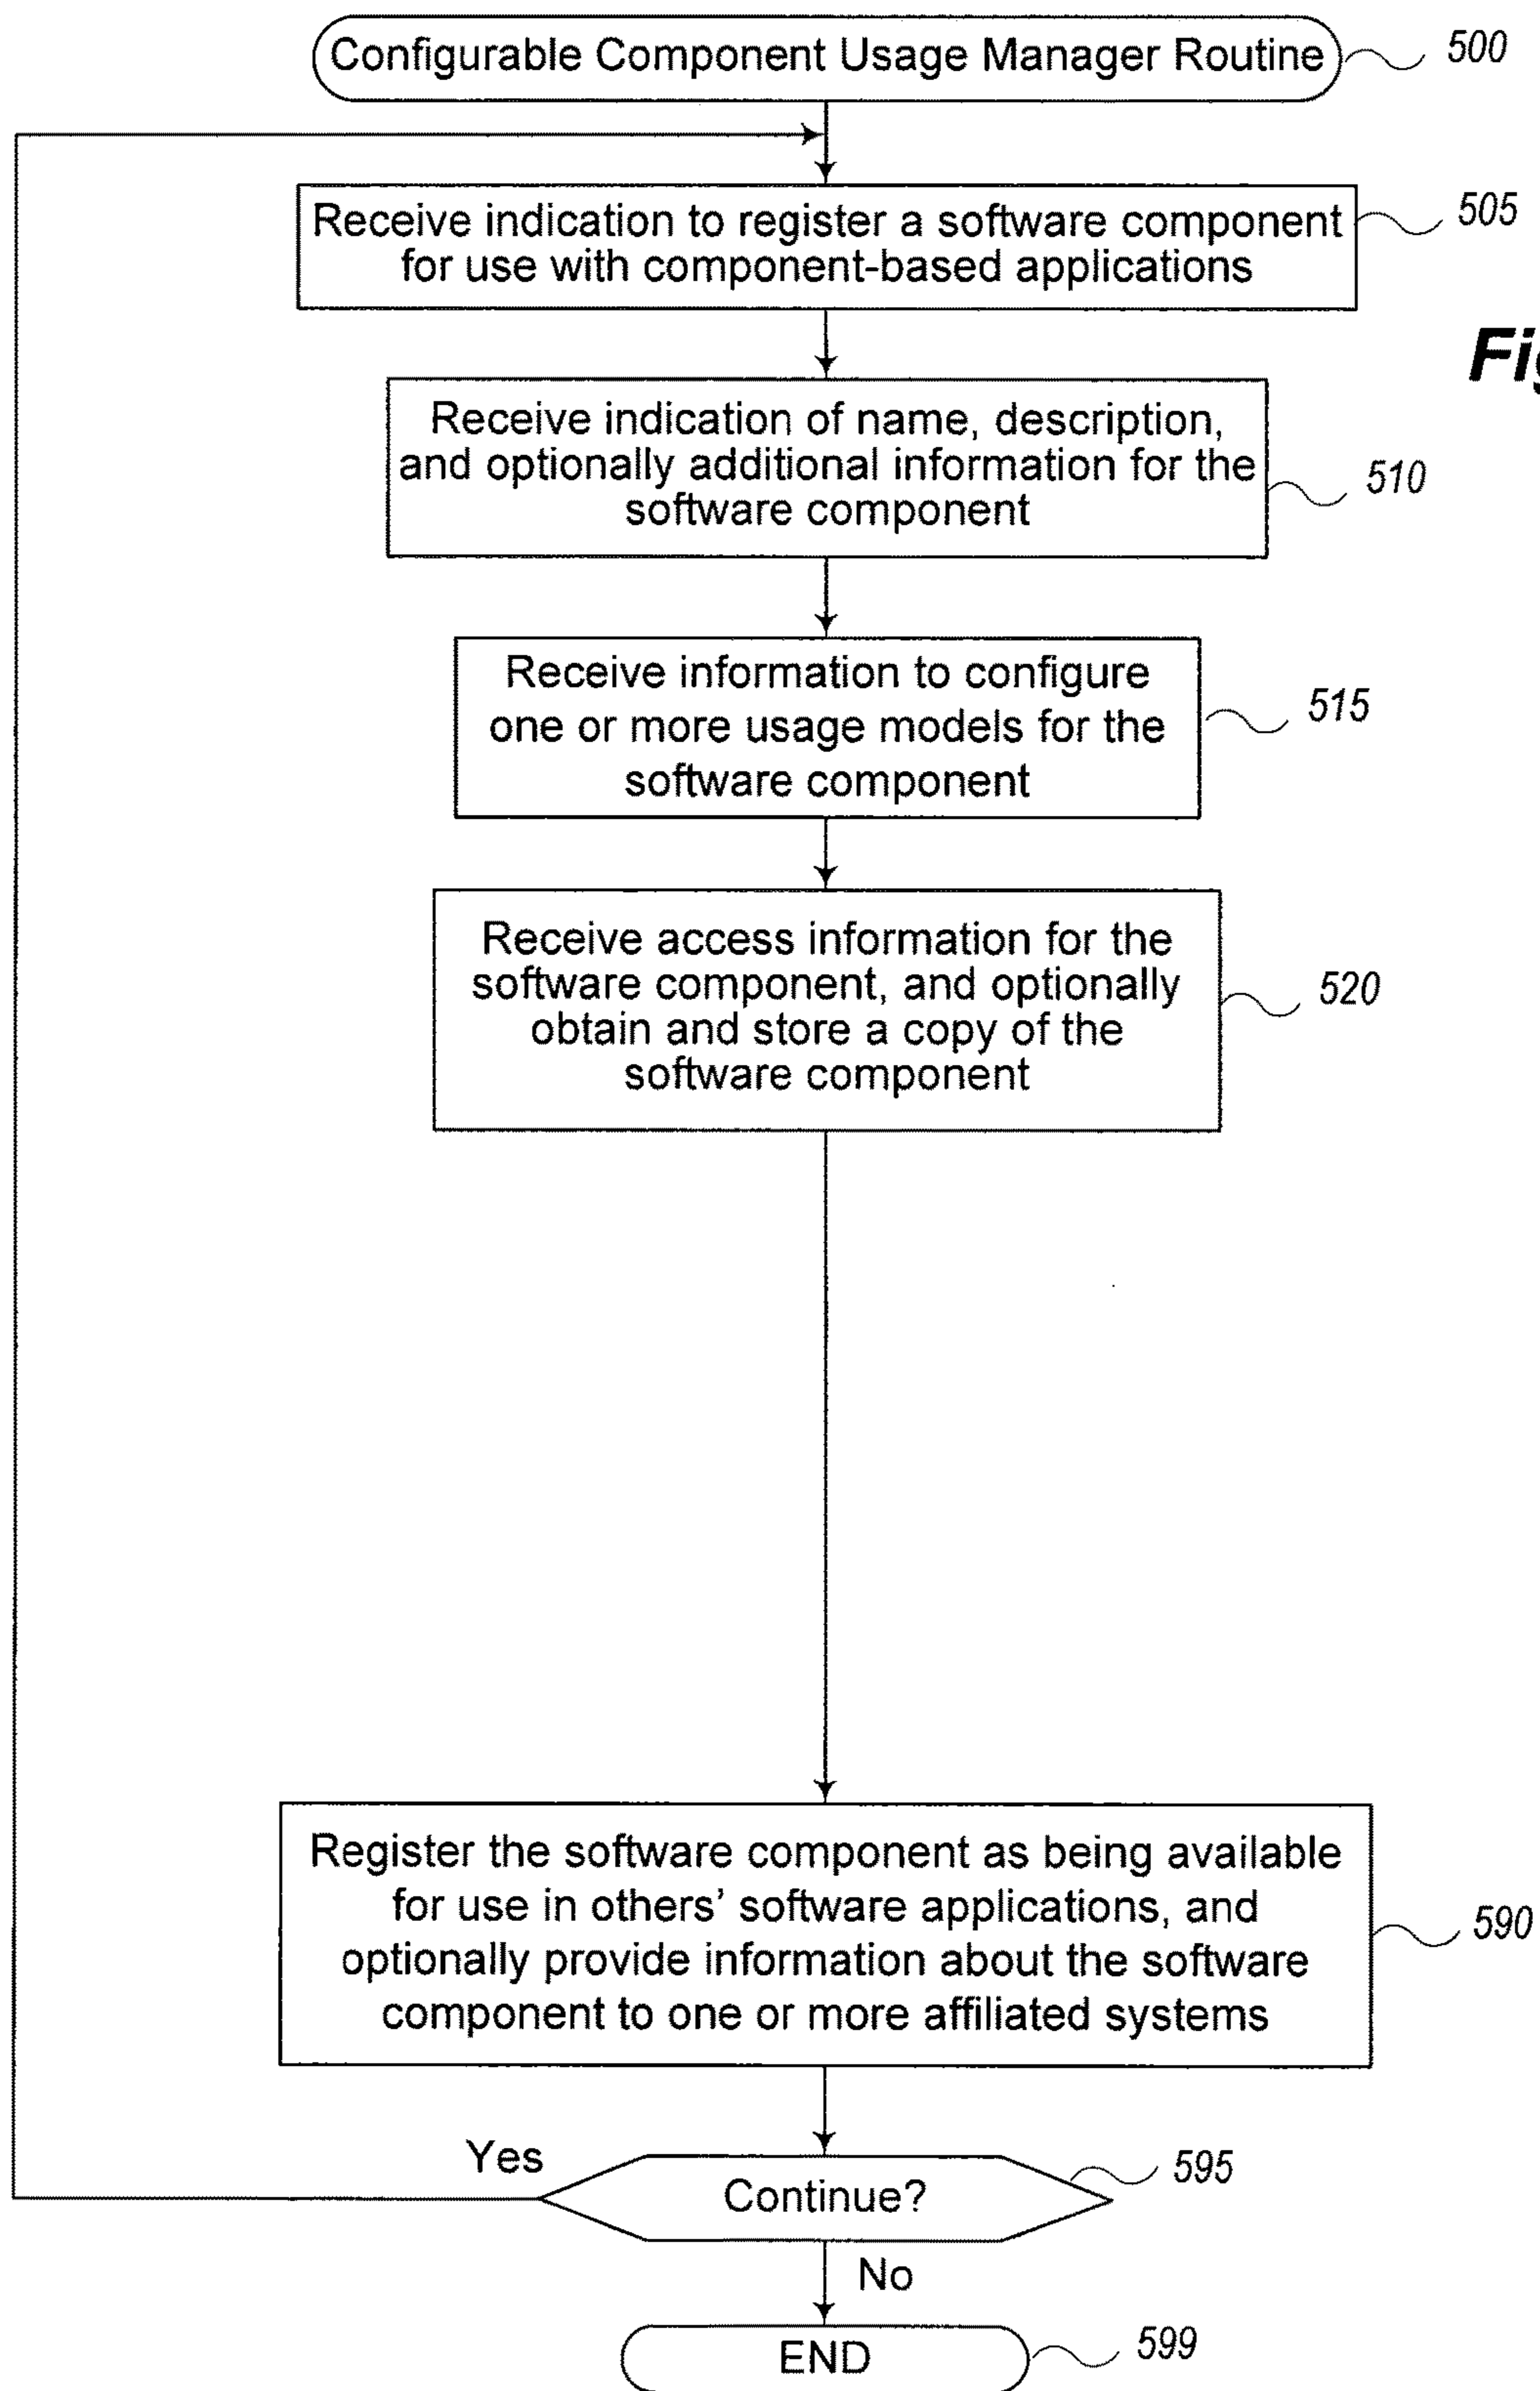 Configurable Component Usage Manager Routine
500
Receive indication to register a software component
for use with component-based applications
505
Fig
Receive indication of name, description,
and optionally additional information for the
software component
510
Receive information to configure
one or more usage models for the
software component
515
Receive access information for the
software component, and optionally
obtain and store a copy of the
software component
520
Register the software component as being available
for use in others’ software applications, and
optionally provide information about the software
component to one or more affiliated systems
590
Yes
Continue?
595
No
END
599